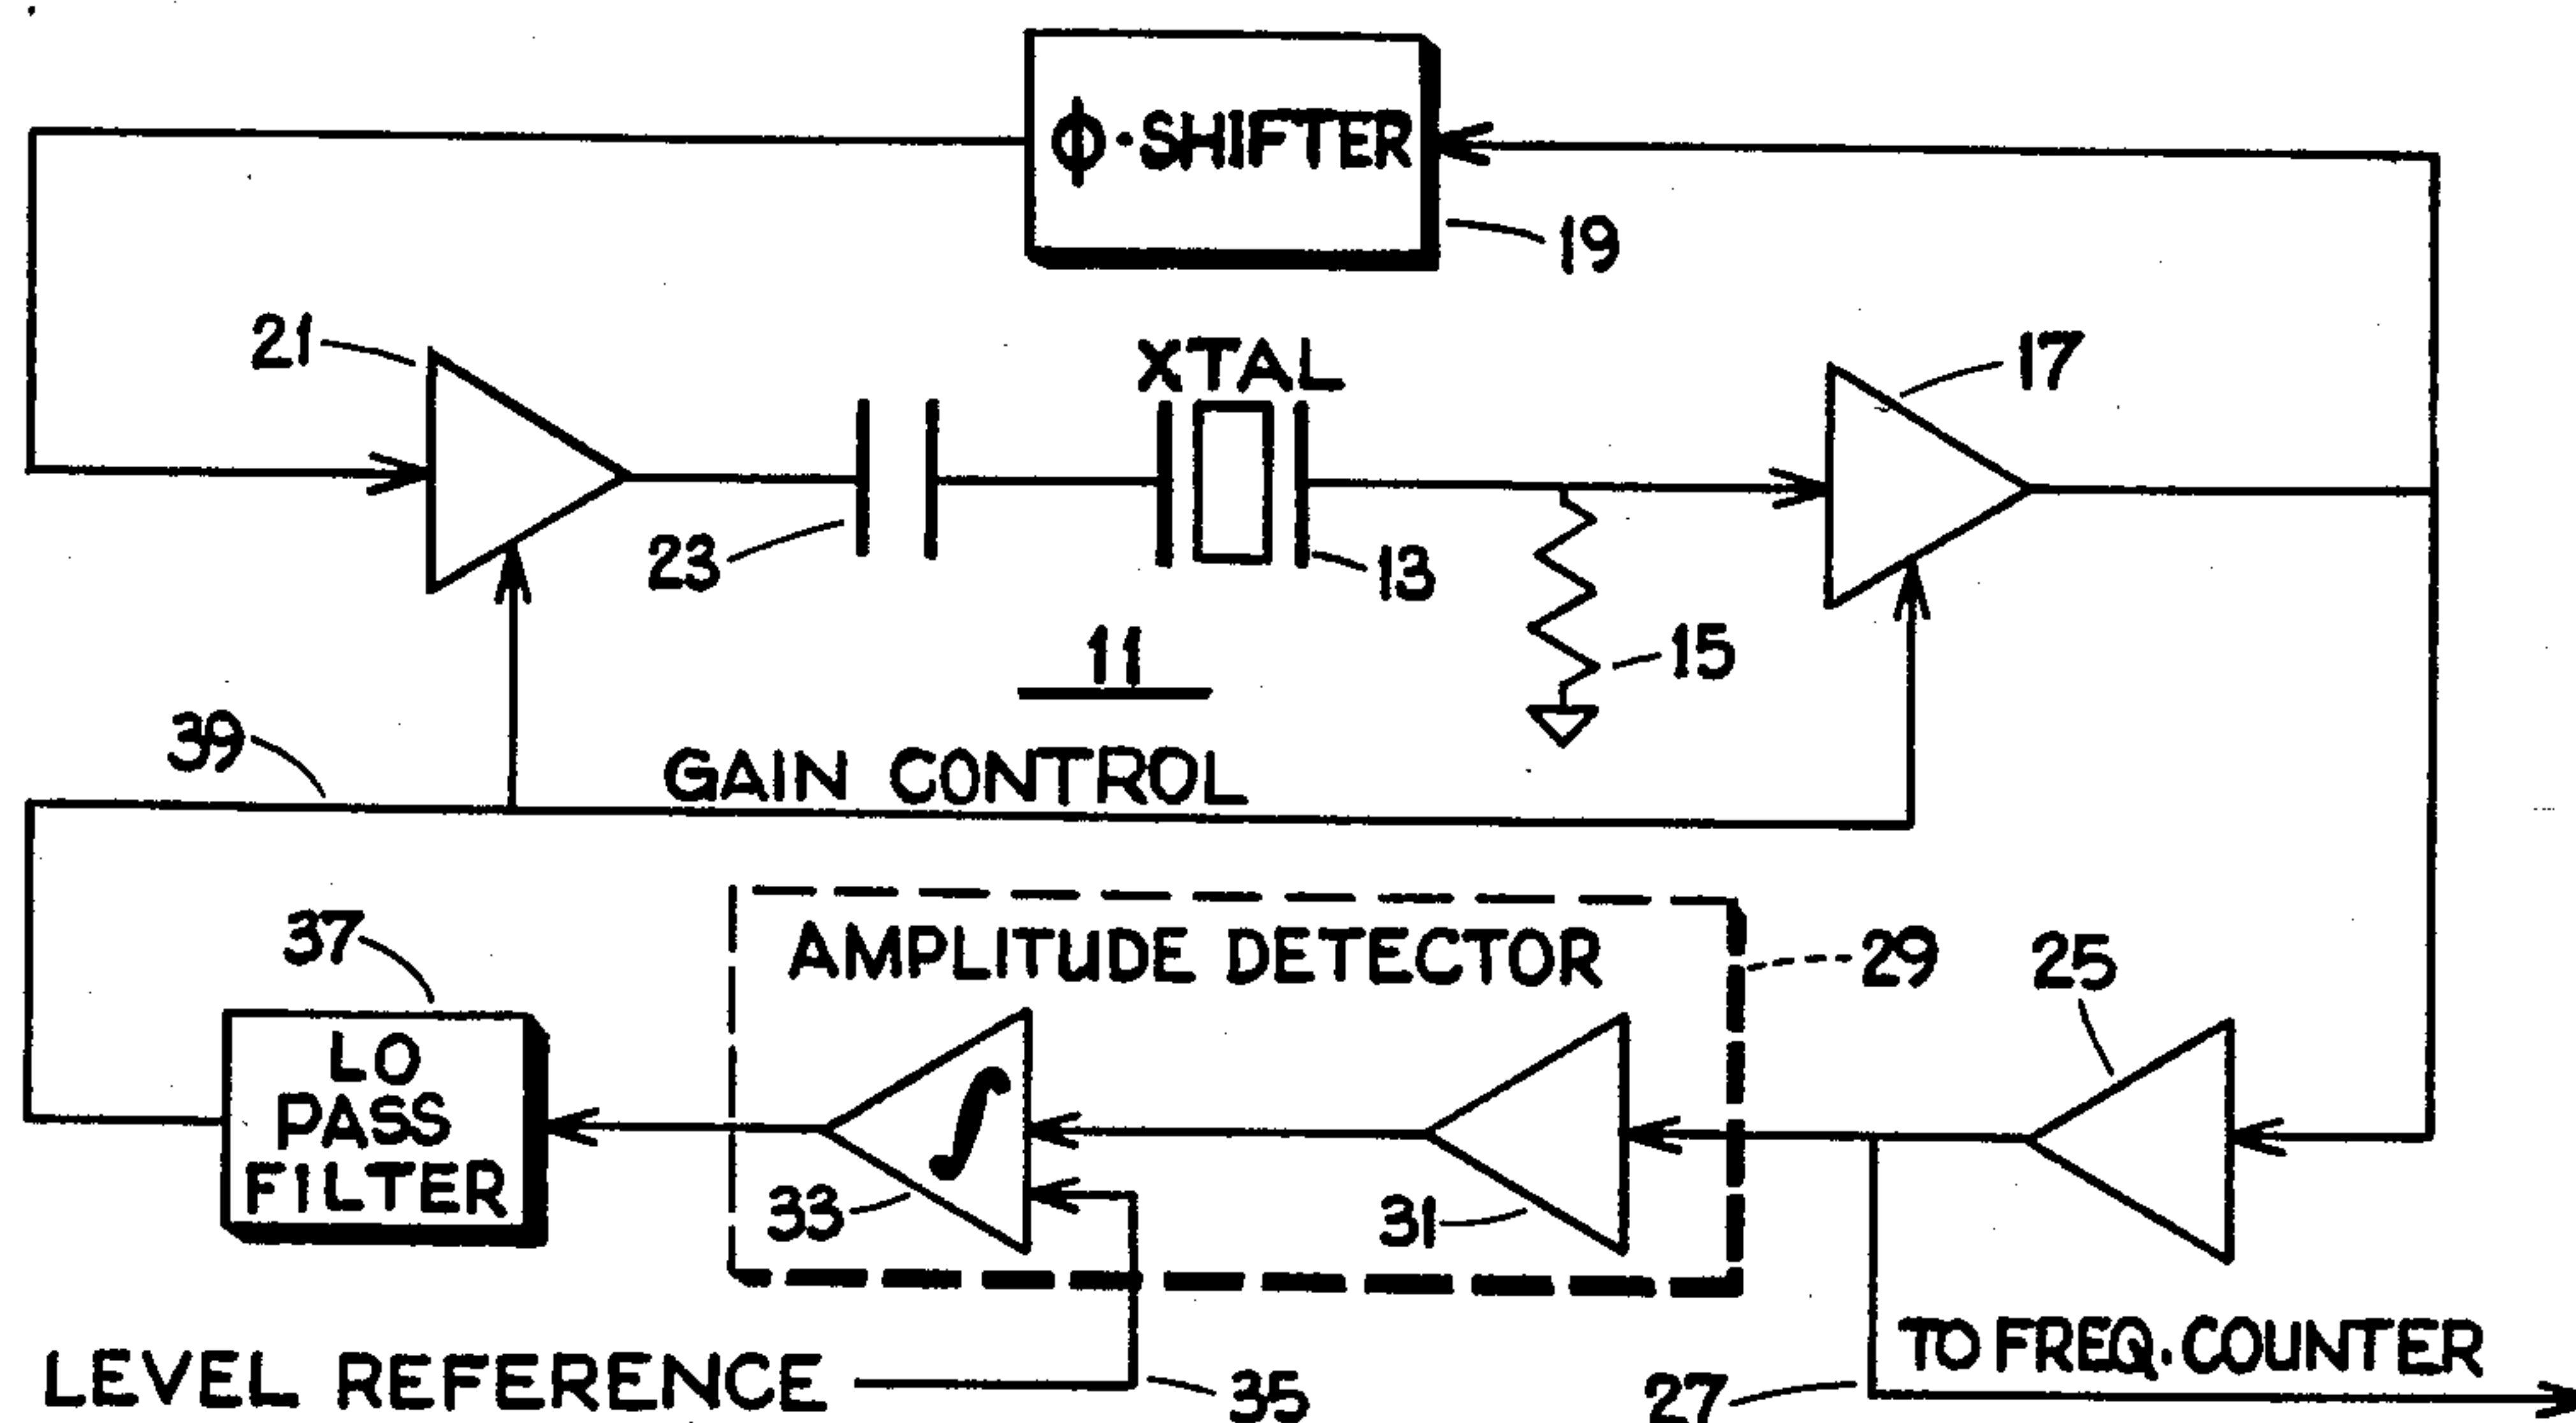 ϕ-SHIFTER
19
21
XTAL
17
23
13
15
11
39
GAIN CONTROL
37
AMPLITUDE DETECTOR
29
25
LO
PASS
FILTER
∫
33
31
TO FREQ. COUNTER
LEVEL REFERENCE
35
27